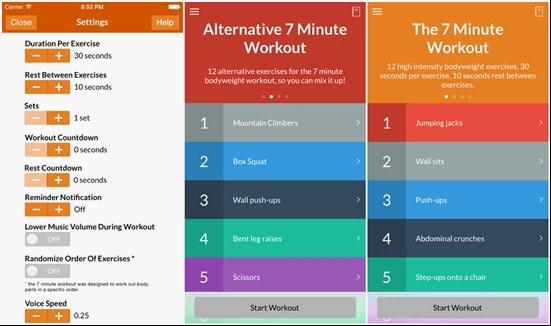 Carrier
8:52 PM
Close
Settings
Help
Duration Per Exercise
− + 30 seconds
Rest Between Exercises
− + 10 seconds
Sets
− + 1 set
Workout Countdown
− + 0 seconds
Rest Countdown
− + 0 seconds
Reminder Notification
− + Off
Lower Music Volume During Workout
OFF
Randomize Order Of Exercises *
OFF
* the 7 minute workout was designed to work out body
parts in a specific order.
Voice Speed
− + 0.25
Alternative 7 Minute
Workout
12 alternative exercises for the 7 minute
bodyweight workout, so you can mix it up!
1 Mountain Climbers
2 Box Squat
3 Wall push-ups
4 Bent leg raises
5 Scissors
Start Workout
The 7 Minute
Workout
12 high intensity bodyweight exercises. 30
seconds per exercise, 10 seconds rest between
exercises.
1 Jumping jacks
2 Wall sits
3 Push-ups
4 Abdominal crunches
5 Step-ups onto a chair
Start Workout